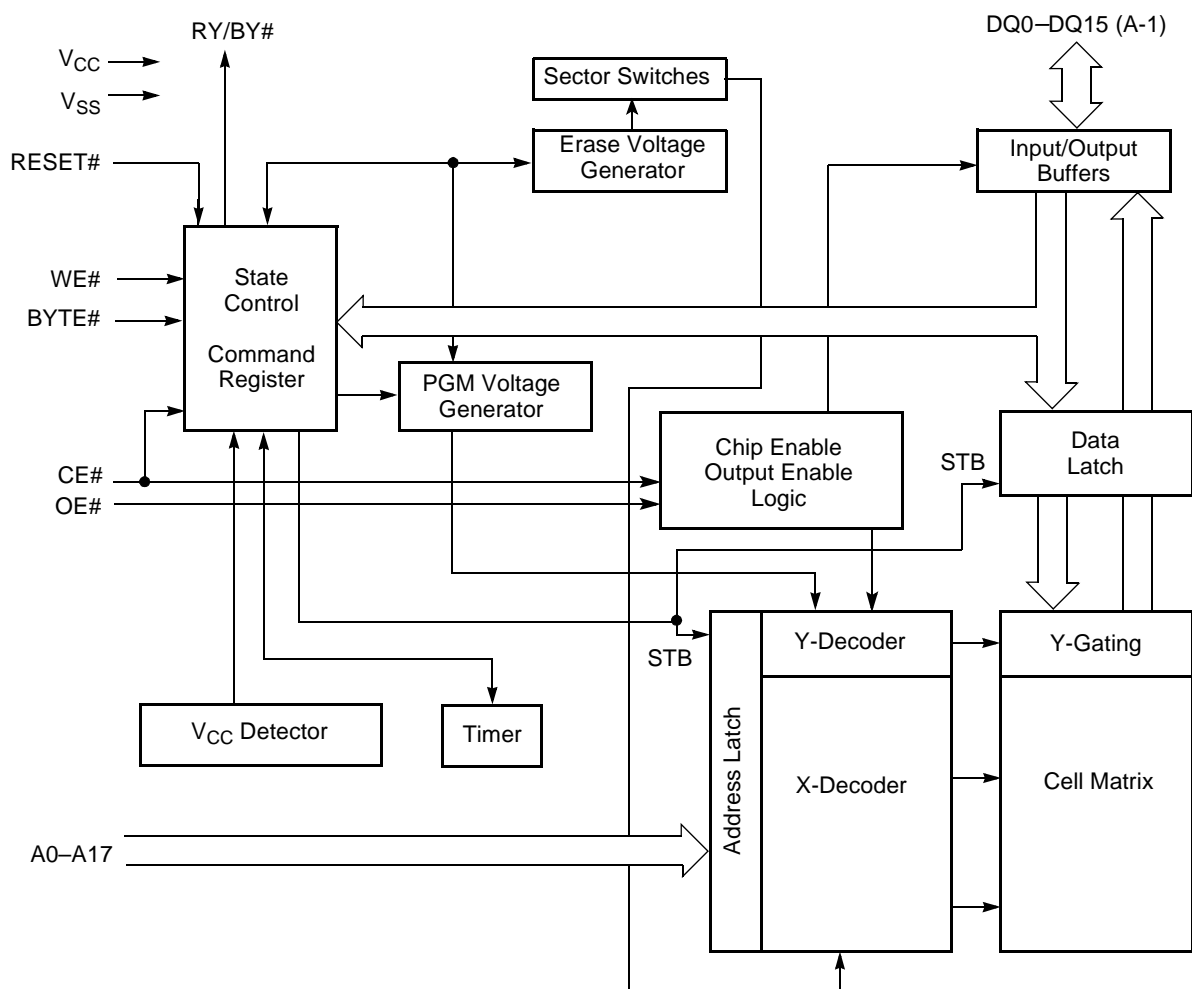 RY/BY#
DQ0–DQ15 (A-1)
VCC
VSS
Sector Switches
Erase Voltage
Generator
Input/Output
Buffers
RESET#
WE#
BYTE#
State
Control
Command
Register
PGM Voltage
Generator
Chip Enable
Output Enable
Logic
STB
Data
Latch
CE#
OE#
STB
Y-Decoder
Y-Gating
VCC Detector
Timer
Address Latch
X-Decoder
Cell Matrix
A0–A17